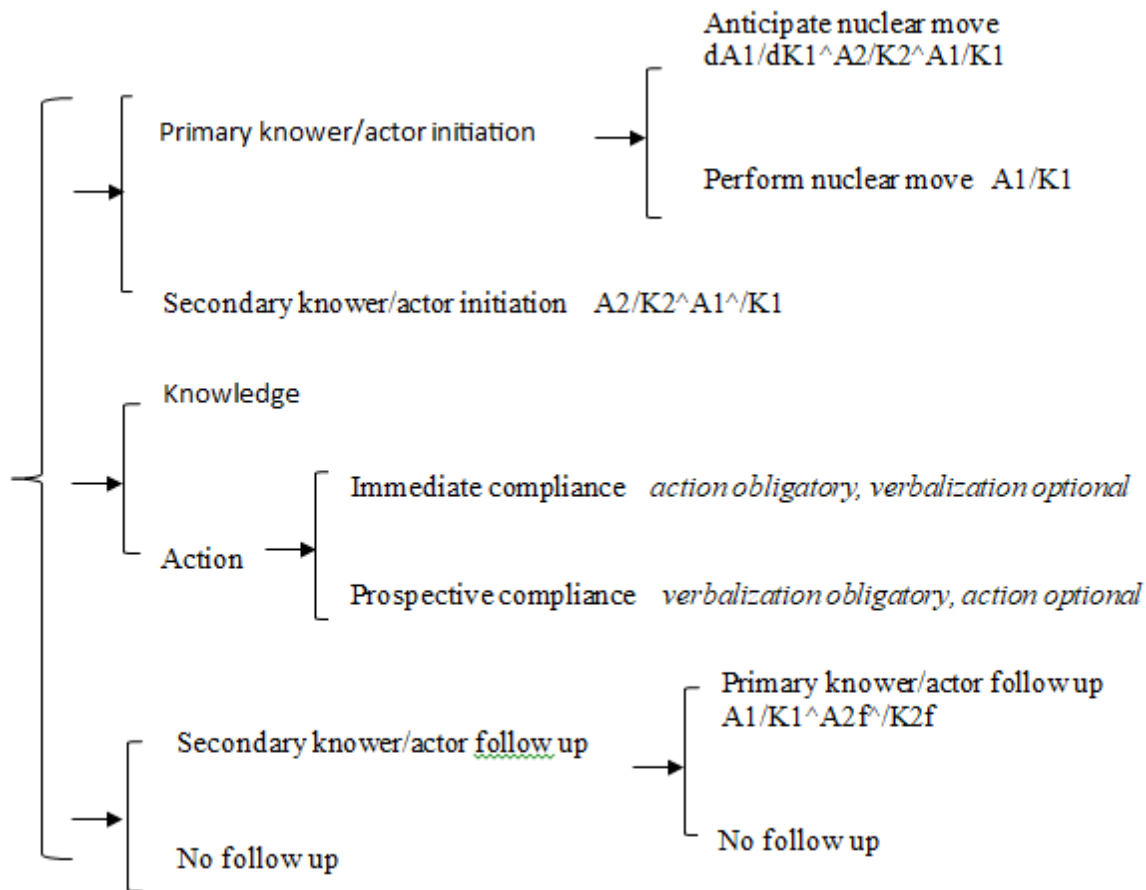 Anticipate nuclear move
dA1/dK1^A2/K2^A1/K1
Primary knower/actor initiation
Perform nuclear move A1/K1
Secondary knower/actor initiation A2/K2^A1^/K1
Knowledge
Immediate compliance action obligatory, verbalization optional
Action
Prospective compliance verbalization obligatory, action optional
Primary knower/actor follow up
A1/K1^A2f^/K2f
Secondary knower/actor follow up
No follow up
No follow up